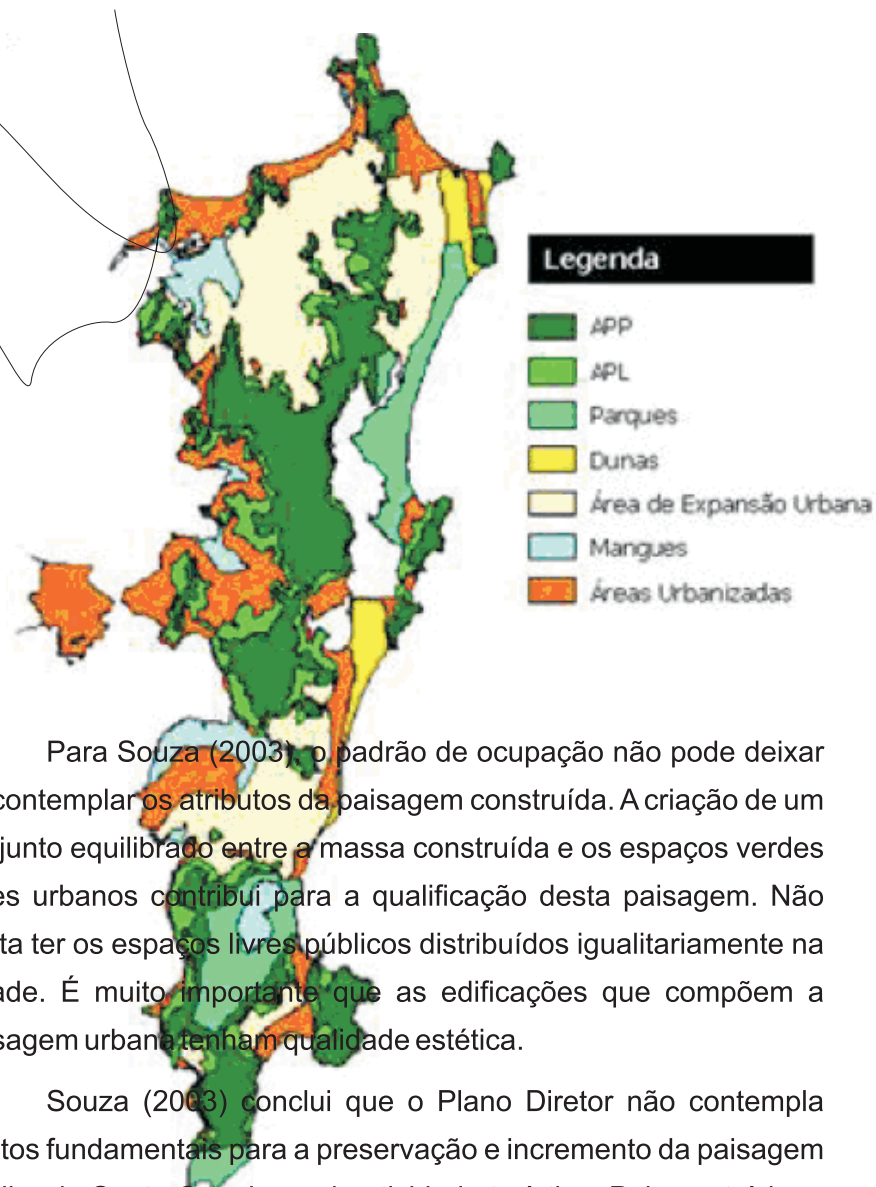 Legenda
APP
APL
Parques
Dunas
Área de Expansão Urbana
Mangues
Áreas Urbanizadas
Para Souza (2003), o padrão de ocupação não pode deixar
contemplar os atributos da paisagem construída. A criação de um
junto equilibrado entre a massa construída e os espaços verdes
es urbanos contribui para a qualificação desta paisagem. Não
ta ter os espaços livres públicos distribuídos igualitariamente na
ade. É muito importante que as edificações que compõem a
sagem urbana tenham qualidade estética.
Souza (2003) conclui que o Plano Diretor não contempla
tos fundamentais para a preservação e incremento da paisagem